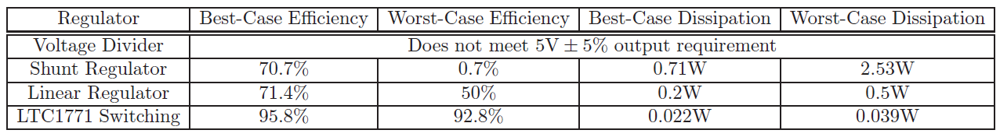 Regulator Best-Case Efficiency Worst-Case Efficiency Best-Case Dissipation Worst-Case Dissipation
Voltage Divider Does not meet 5V ± 5% output requirement
Shunt Regulator 70.7% 0.7% 0.71W 2.53W
Linear Regulator 71.4% 50% 0.2W 0.5W
LTC1771 Switching 95.8% 92.8% 0.022W 0.039W